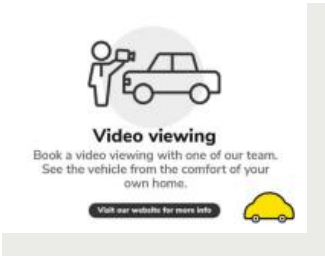 Video viewing
Book a video viewing with one of our team.
See the vehicle from the comfort of your
own home.
Visit our website for more info